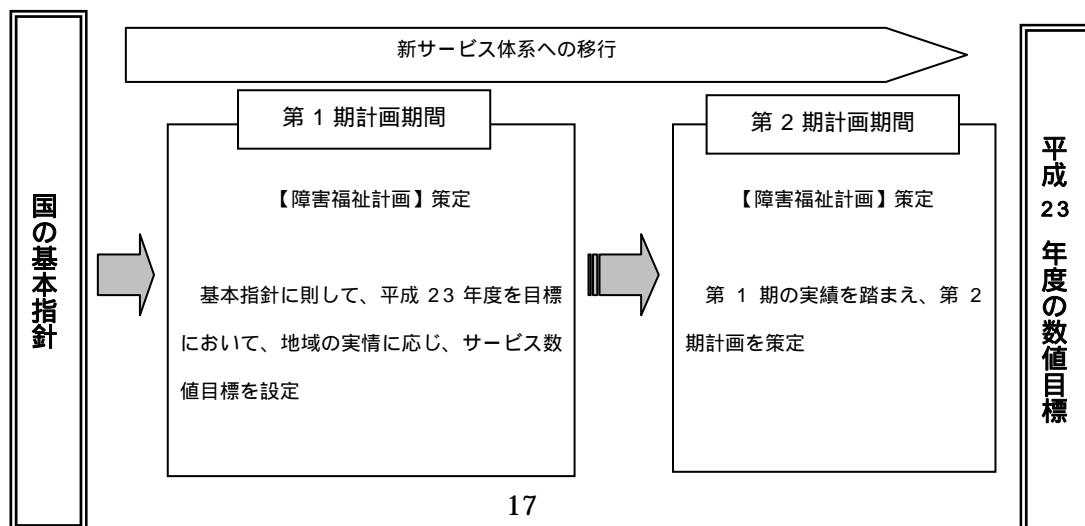 新サービス体系への移行
国の基本指針
第 1 期計画期間
【障害福祉計画】策定
基本指針に則して、平成 23 年度を目標
において、地域の実情に応じ、サービス数
値目標を設定
第 2 期計画期間
【障害福祉計画】策定
第 1 期の実績を踏まえ、第 2
期計画を策定
平成 23 年度の数値目標
17